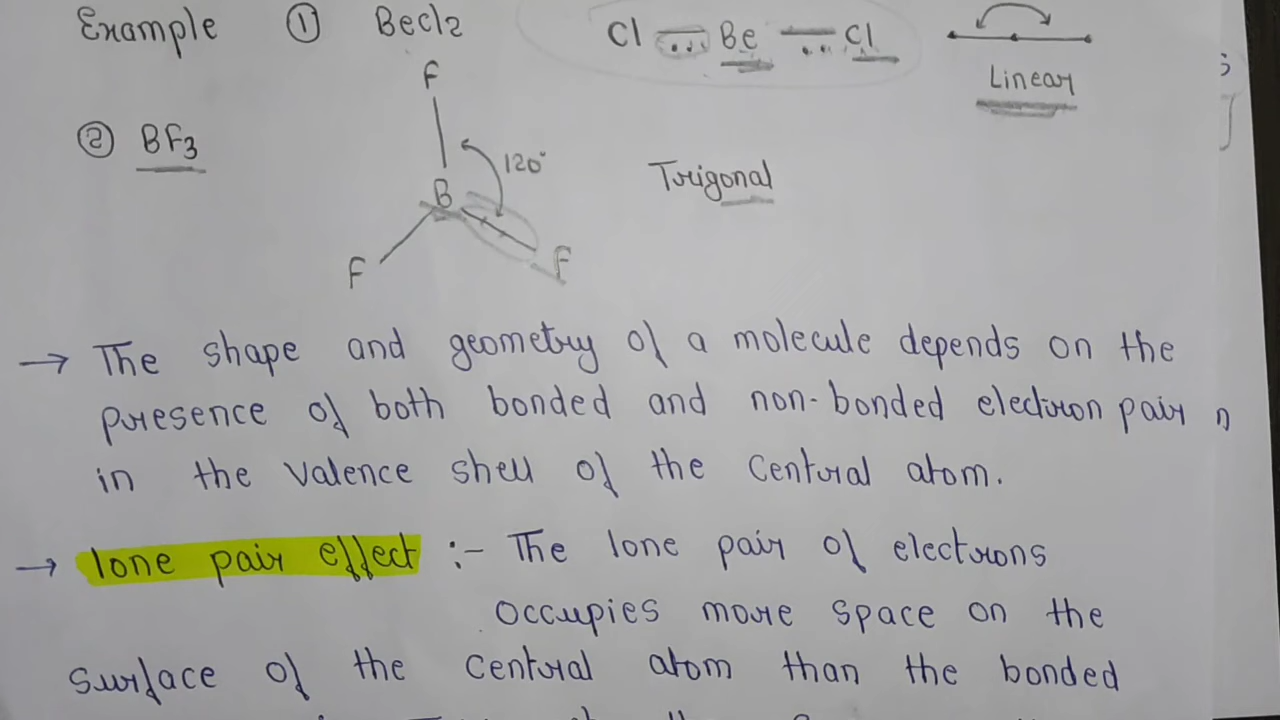 Example ① BeCl2 Cl — Be — Cl
Linear
F
② BF3
120°
B
Trigonal
F F
→ The shape and geometry of a molecule depends on the
presence of both bonded and non-bonded electron pair
in the valence shell of the central atom.
→ lone pair effect :- The lone pair of electrons
occupies more space on the
surface of the central atom than the bonded